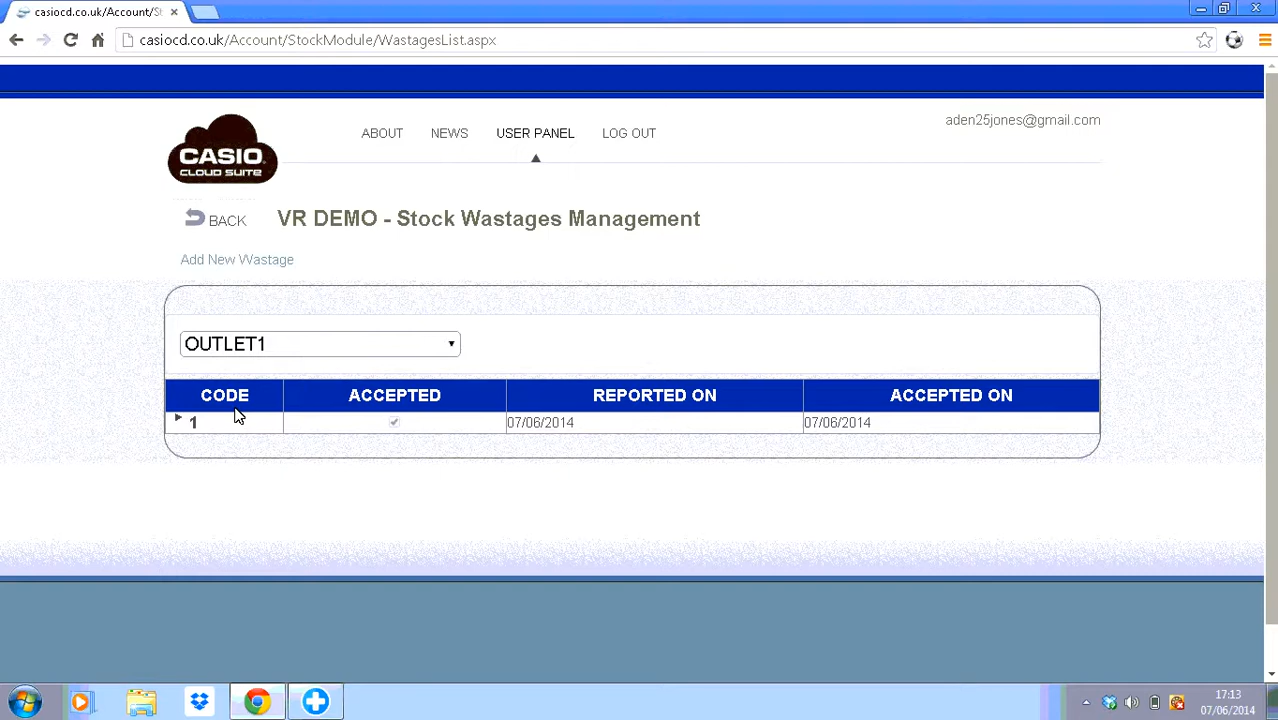 casiocd.co.uk/Account/St
casiocd.co.uk/Account/StockModule/WastagesList.aspx
ABOUT NEWS USER PANEL LOG OUT
aden25jones@gmail.com
CASIO
CLOUD SUITE
BACK
VR DEMO - Stock Wastages Management
Add New Wastage
OUTLET1
CODE ACCEPTED REPORTED ON ACCEPTED ON
1 07/06/2014 07/06/2014
17:13
07/06/2014